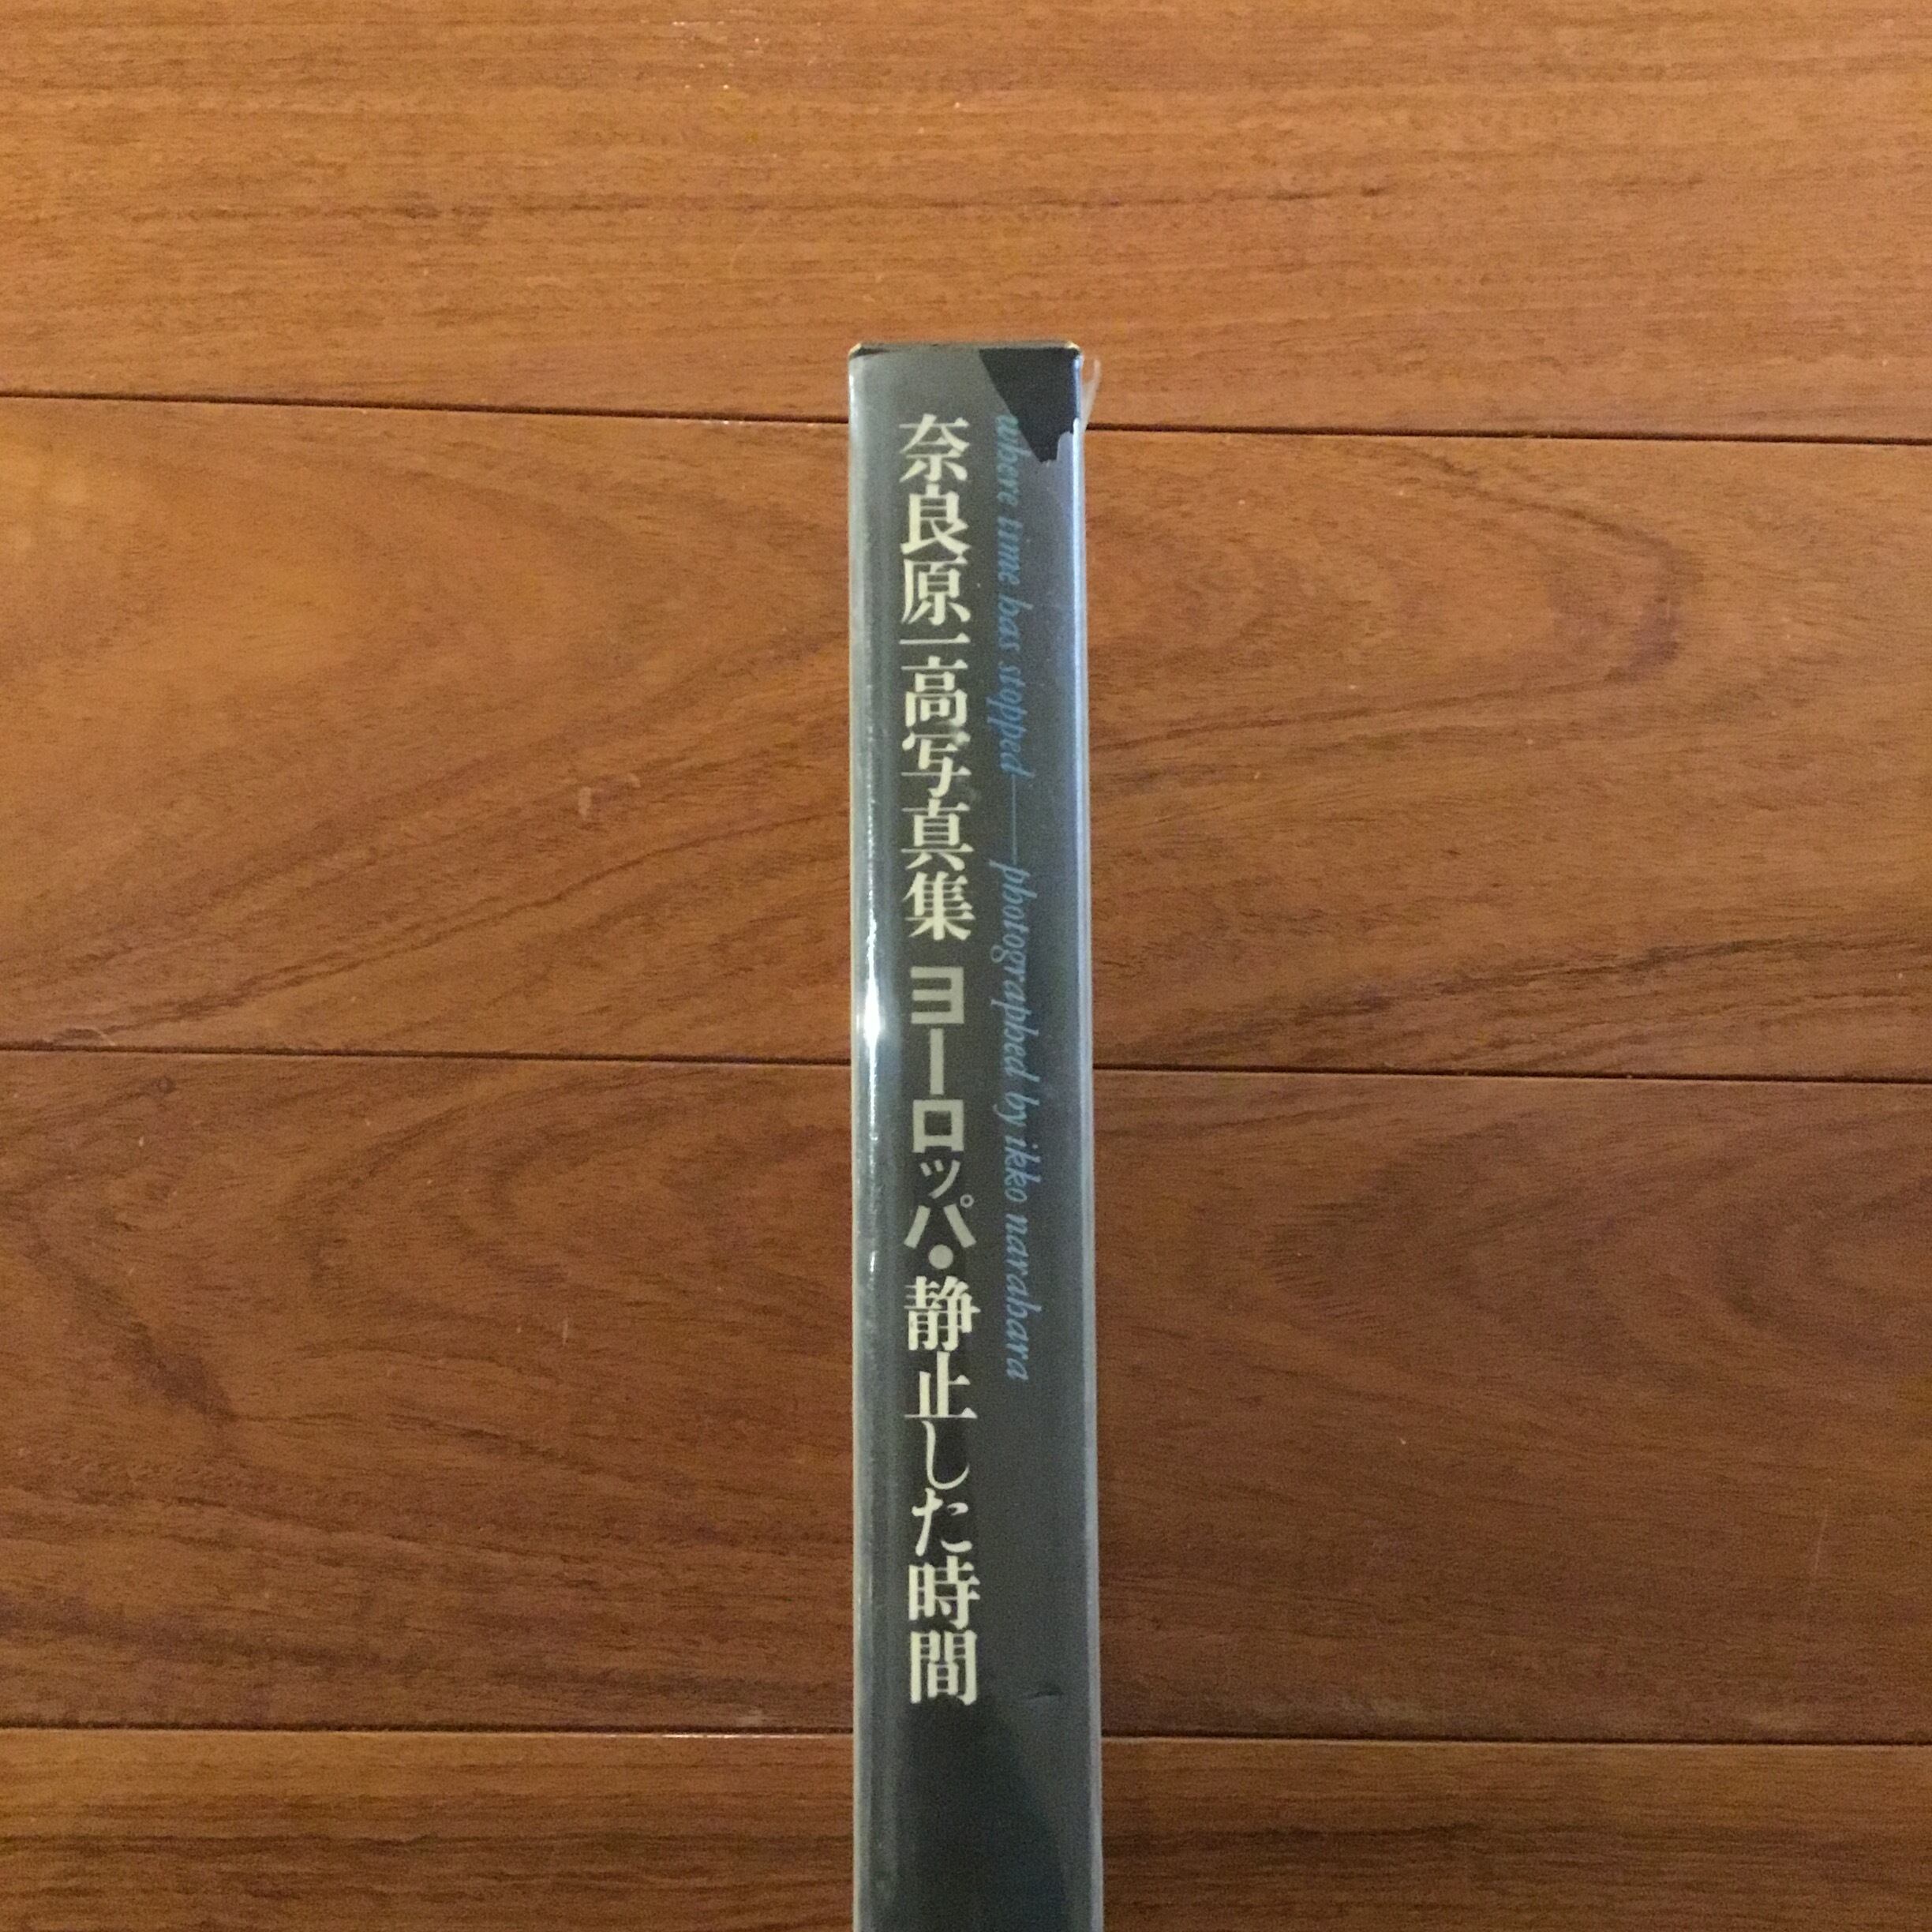 where time has stopped——photographed by ikko narahara
奈良原一高写真集 ヨーロッパ・静止した時間